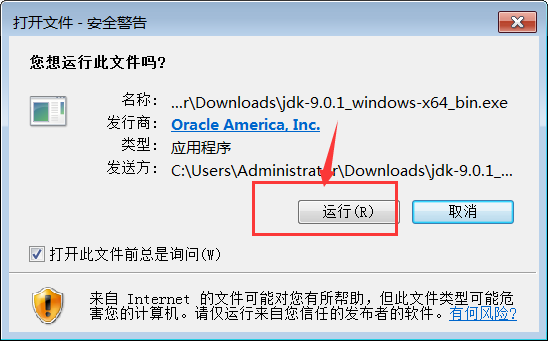 打开文件 - 安全警告
您想运行此文件吗?
名称: ...r\Downloads\jdk-9.0.1_windows-x64_bin.exe
发行商: Oracle America, Inc.
类型: 应用程序
发送方: C:\Users\Administrator\Downloads\jdk-9.0.1_...
运行(R) 取消
打开此文件前总是询问(W)
来自 Internet 的文件可能对您有所帮助，但此文件类型可能危
害您的计算机。请仅运行来自您信任的发布者的软件。有何风险?